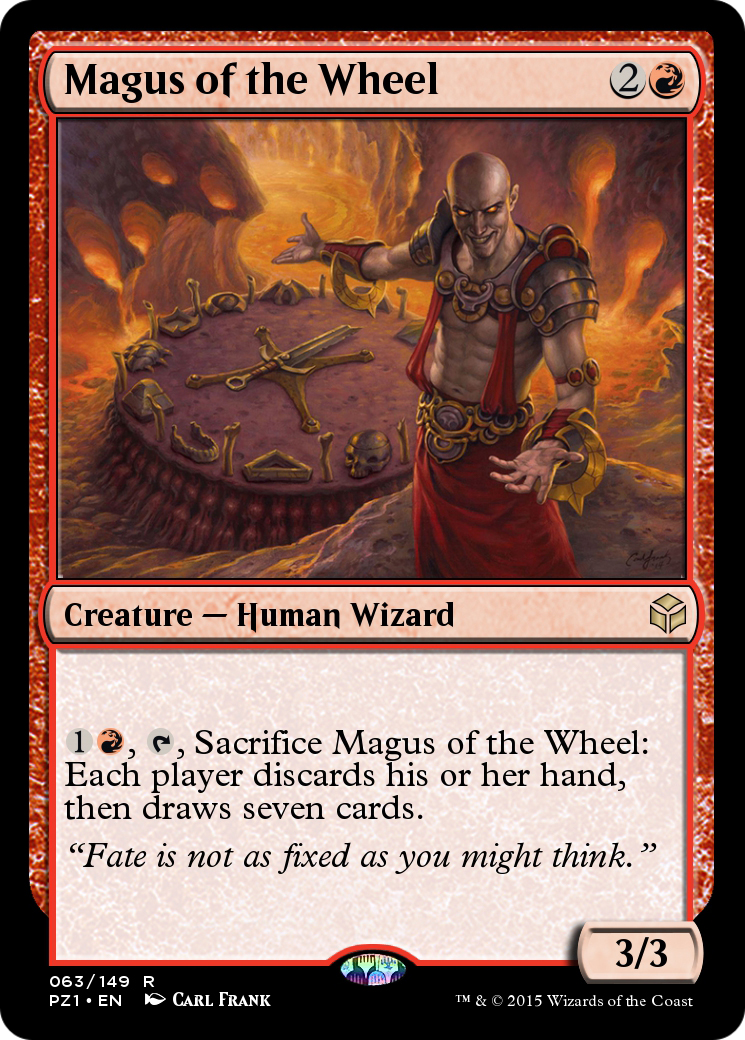 Magus of the Wheel 2
Creature — Human Wizard
1 , , Sacrifice Magus of the Wheel:
Each player discards his or her hand,
then draws seven cards.
“Fate is not as fixed as you might think.”
3/3
063/149 R
PZ1 • EN CARL FRANK
™ & © 2015 Wizards of the Coast